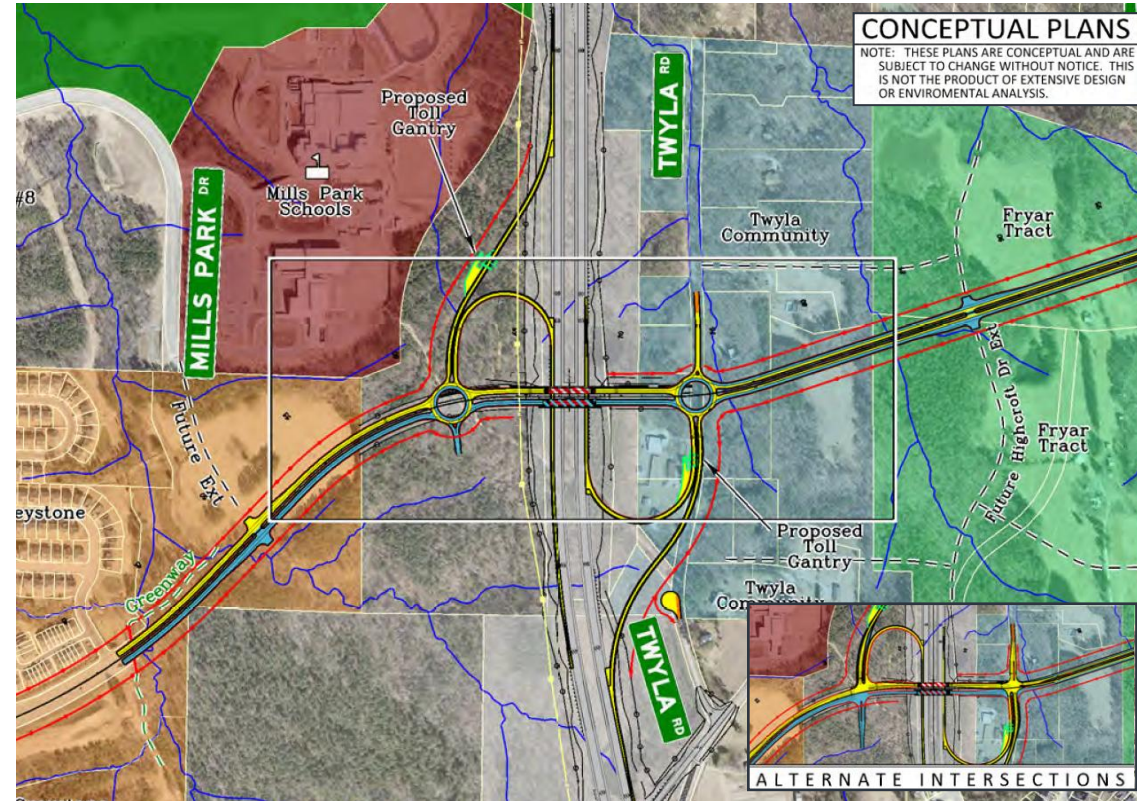 CONCEPTUAL PLANS
NOTE: THESE PLANS ARE CONCEPTUAL AND ARE
SUBJECT TO CHANGE WITHOUT NOTICE. THIS
IS NOT THE PRODUCT OF EXTENSIVE DESIGN
OR ENVIROMENTAL ANALYSIS.
TWYLA RD
Proposed
Toll
Gantry
MILLS PARK DR
Mills Park
Schools
#8
Twyla
Community
Fryar
Tract
Future Ext
Future Highcroft Dr Ext
Fryar
Tract
eystone
Greenway
Proposed
Toll
Gantry
Twyla
Community
TWYLA RD
ALTERNATE INTERSECTIONS